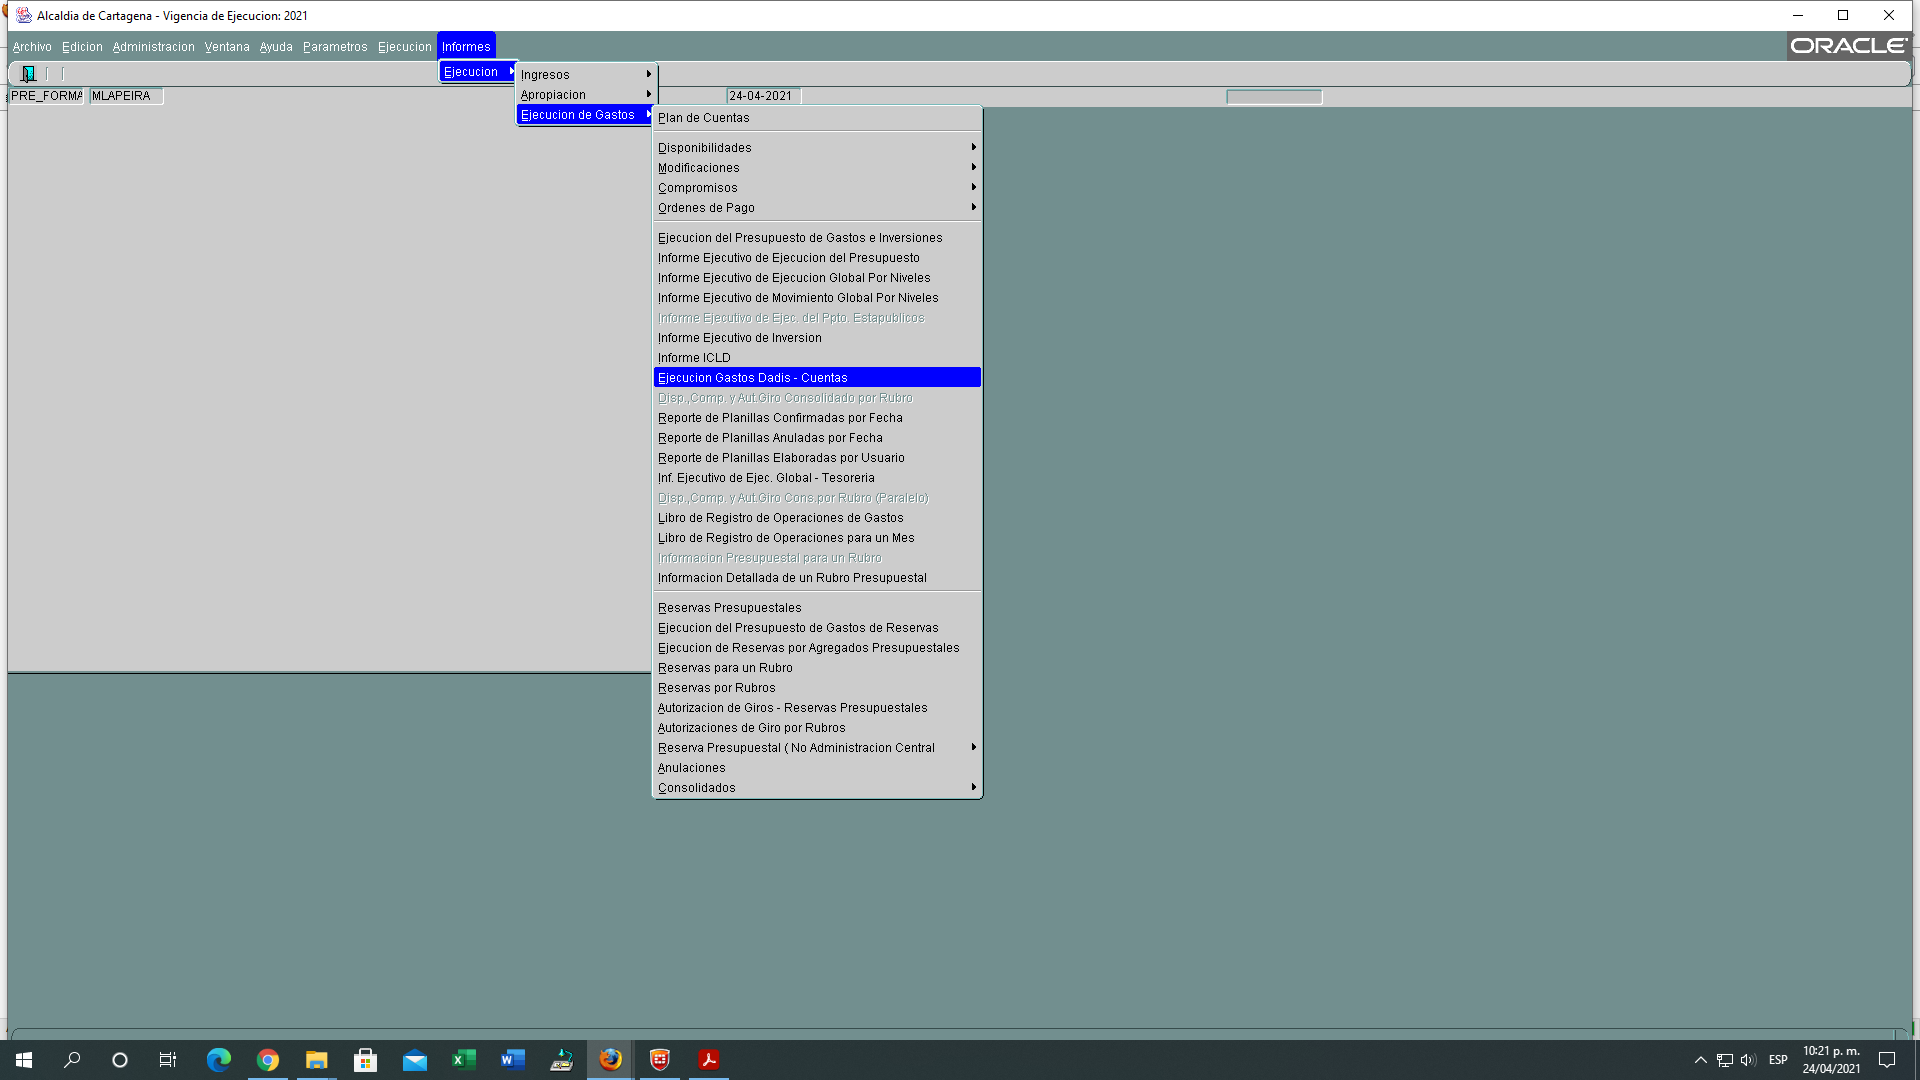 Alcaldia de Cartagena - Vigencia de Ejecucion: 2021
Archivo Edicion Administracion Ventana Ayuda Parametros Ejecucion Informes
ORACLE
Ejecucion
Ingresos
Apropiacion
Ejecucion de Gastos
PRE_FORMA MLAPEIRA 24-04-2021
Plan de Cuentas
Disponibilidades
Modificaciones
Compromisos
Ordenes de Pago
Ejecucion del Presupuesto de Gastos e Inversiones
Informe Ejecutivo de Ejecucion del Presupuesto
Informe Ejecutivo de Ejecucion Global Por Niveles
Informe Ejecutivo de Movimiento Global Por Niveles
Informe Ejecutivo de Ejec. del Ppto. Estapublicos
Informe Ejecutivo de Inversion
Informe ICLD
Ejecucion Gastos Dadis - Cuentas
Disp.,Comp. y Aut.Giro Consolidado por Rubro
Reporte de Planillas Confirmadas por Fecha
Reporte de Planillas Anuladas por Fecha
Reporte de Planillas Elaboradas por Usuario
Inf. Ejecutivo de Ejec. Global - Tesoreria
Disp.,Comp. y Aut.Giro Cons.por Rubro (Paralelo)
Libro de Registro de Operaciones de Gastos
Libro de Registro de Operaciones para un Mes
Informacion Presupuestal para un Rubro
Informacion Detallada de un Rubro Presupuestal
Reservas Presupuestales
Ejecucion del Presupuesto de Gastos de Reservas
Ejecucion de Reservas por Agregados Presupuestales
Reservas para un Rubro
Reservas por Rubros
Autorizacion de Giros - Reservas Presupuestales
Autorizaciones de Giro por Rubros
Reserva Presupuestal ( No Administracion Central
Anulaciones
Consolidados
ESP
10:21 p. m.
24/04/2021